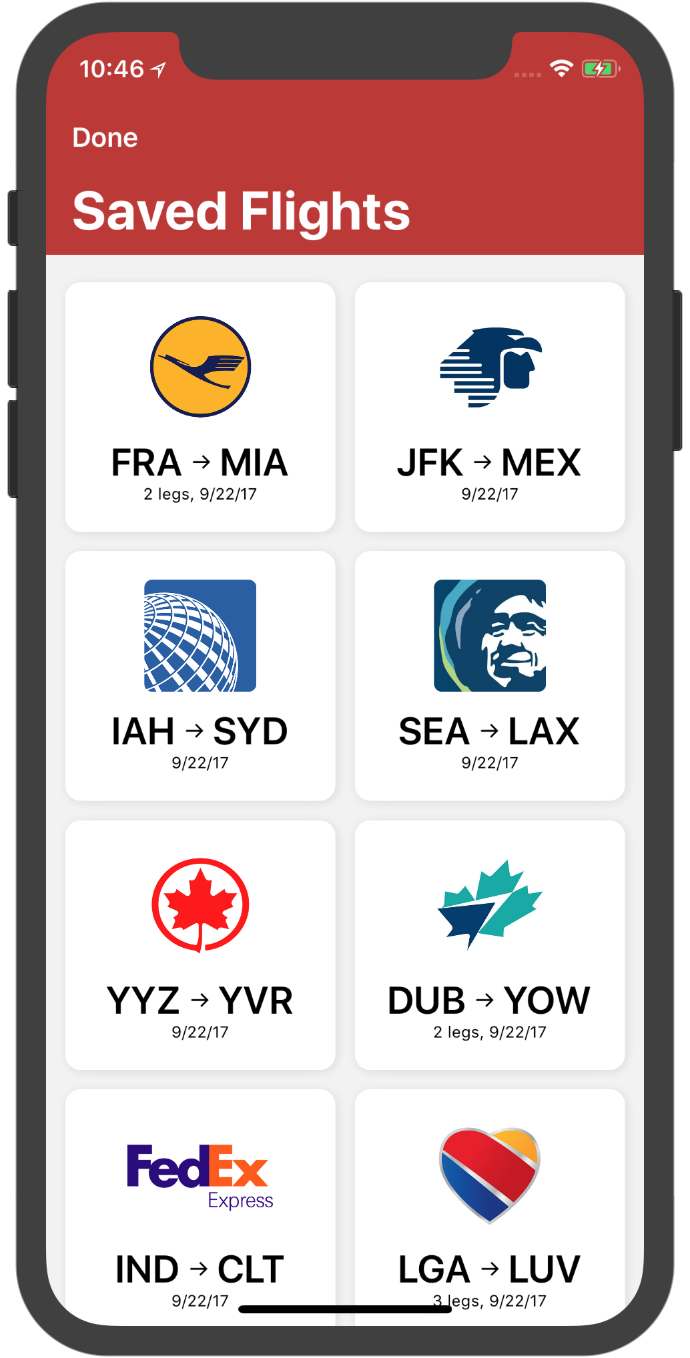 10:46
Done
Saved Flights
FRA → MIA
2 legs, 9/22/17
JFK → MEX
9/22/17
IAH → SYD
9/22/17
SEA → LAX
9/22/17
YYZ → YVR
9/22/17
DUB → YOW
2 legs, 9/22/17
FedEx
Express
IND → CLT
9/22/17
LGA → LUV
3 legs, 9/22/17